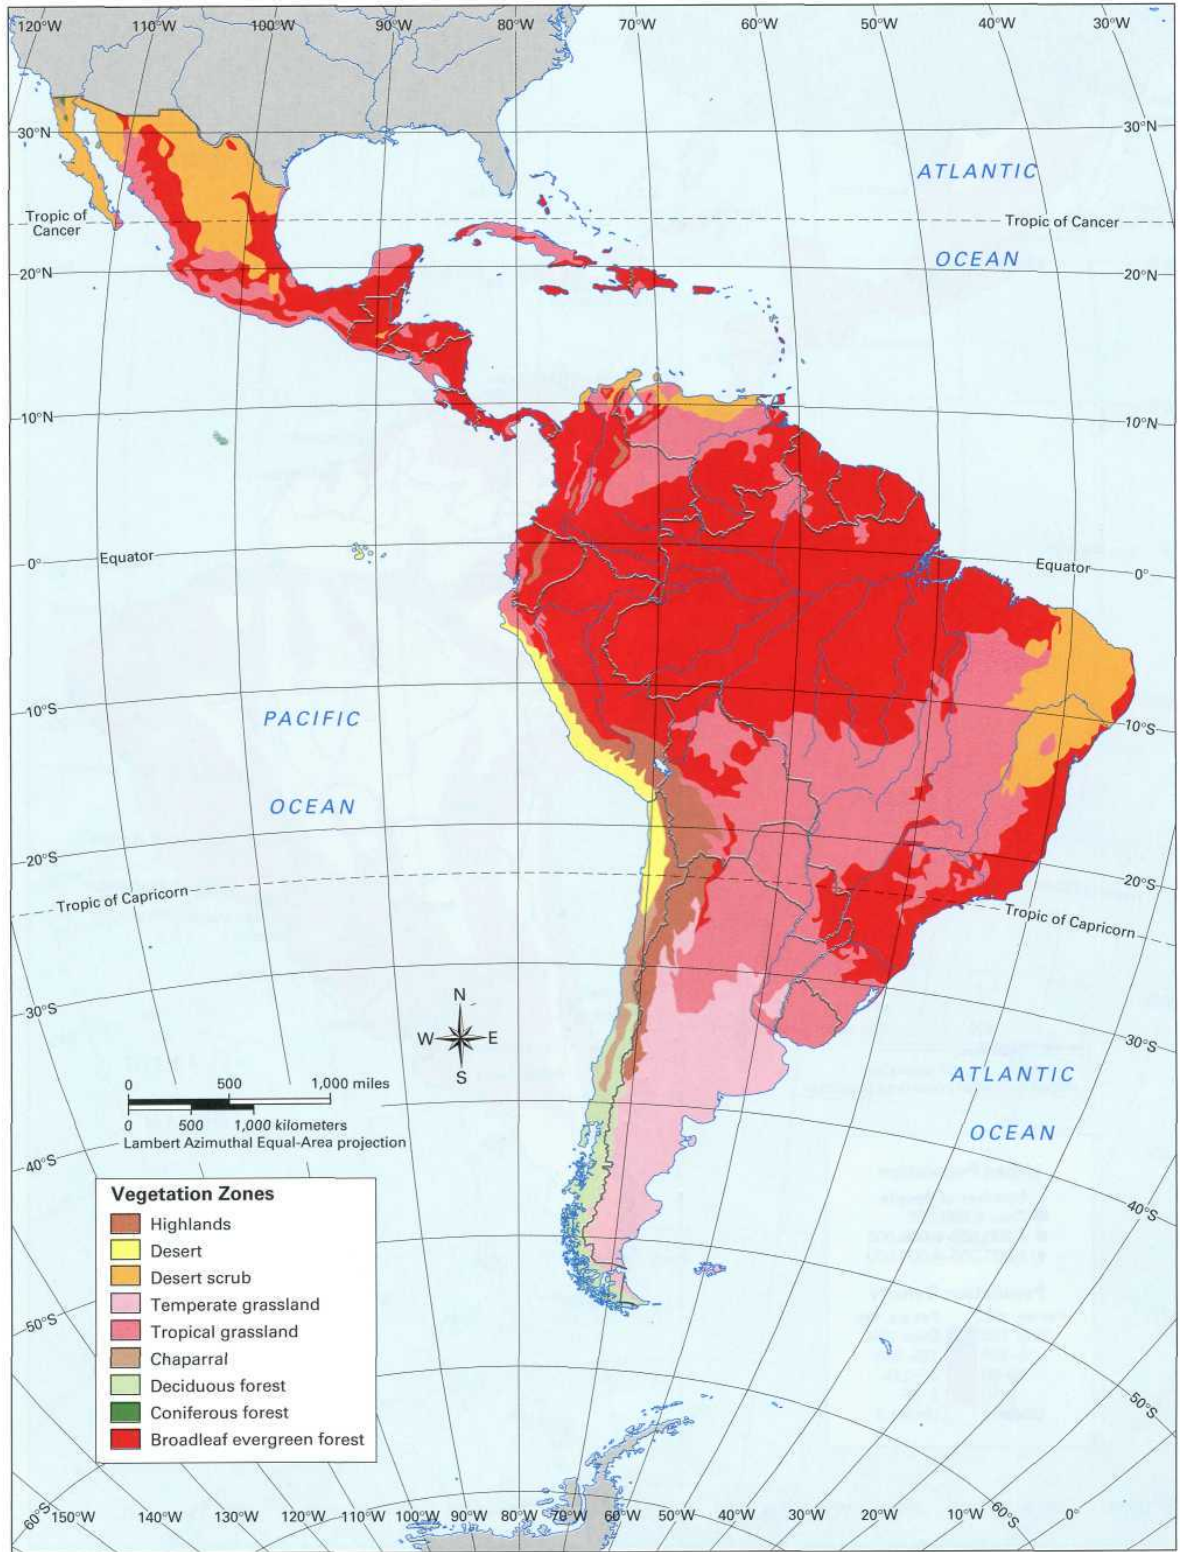 120°W 110°W 100°W 90°W 80°W 70°W 60°W 50°W 40°W 30°W
30°N 30°N
ATLANTIC
Tropic of
Cancer
Tropic of Cancer
OCEAN
20°N 20°N
10°N 10°N
Equator
0°
Equator 0°
PACIFIC
10°S 10°S
OCEAN
20°S 20°S
Tropic of Capricorn
Tropic of Capricorn
30°S 30°S
N
W E
S
ATLANTIC
0 500 1,000 miles
0 500 1,000 kilometers
Lambert Azimuthal Equal-Area projection
OCEAN
40°S 40°S
Vegetation Zones
Highlands
Desert
Desert scrub
Temperate grassland
Tropical grassland
Chaparral
Deciduous forest
Coniferous forest
Broadleaf evergreen forest
50°S 50°S
60°S 150°W 140°W 130°W 120°W 110°W 100°W 90°W 80°W 70°W 60°W 50°W 40°W 30°W 20°W 10°W 60°S 0°